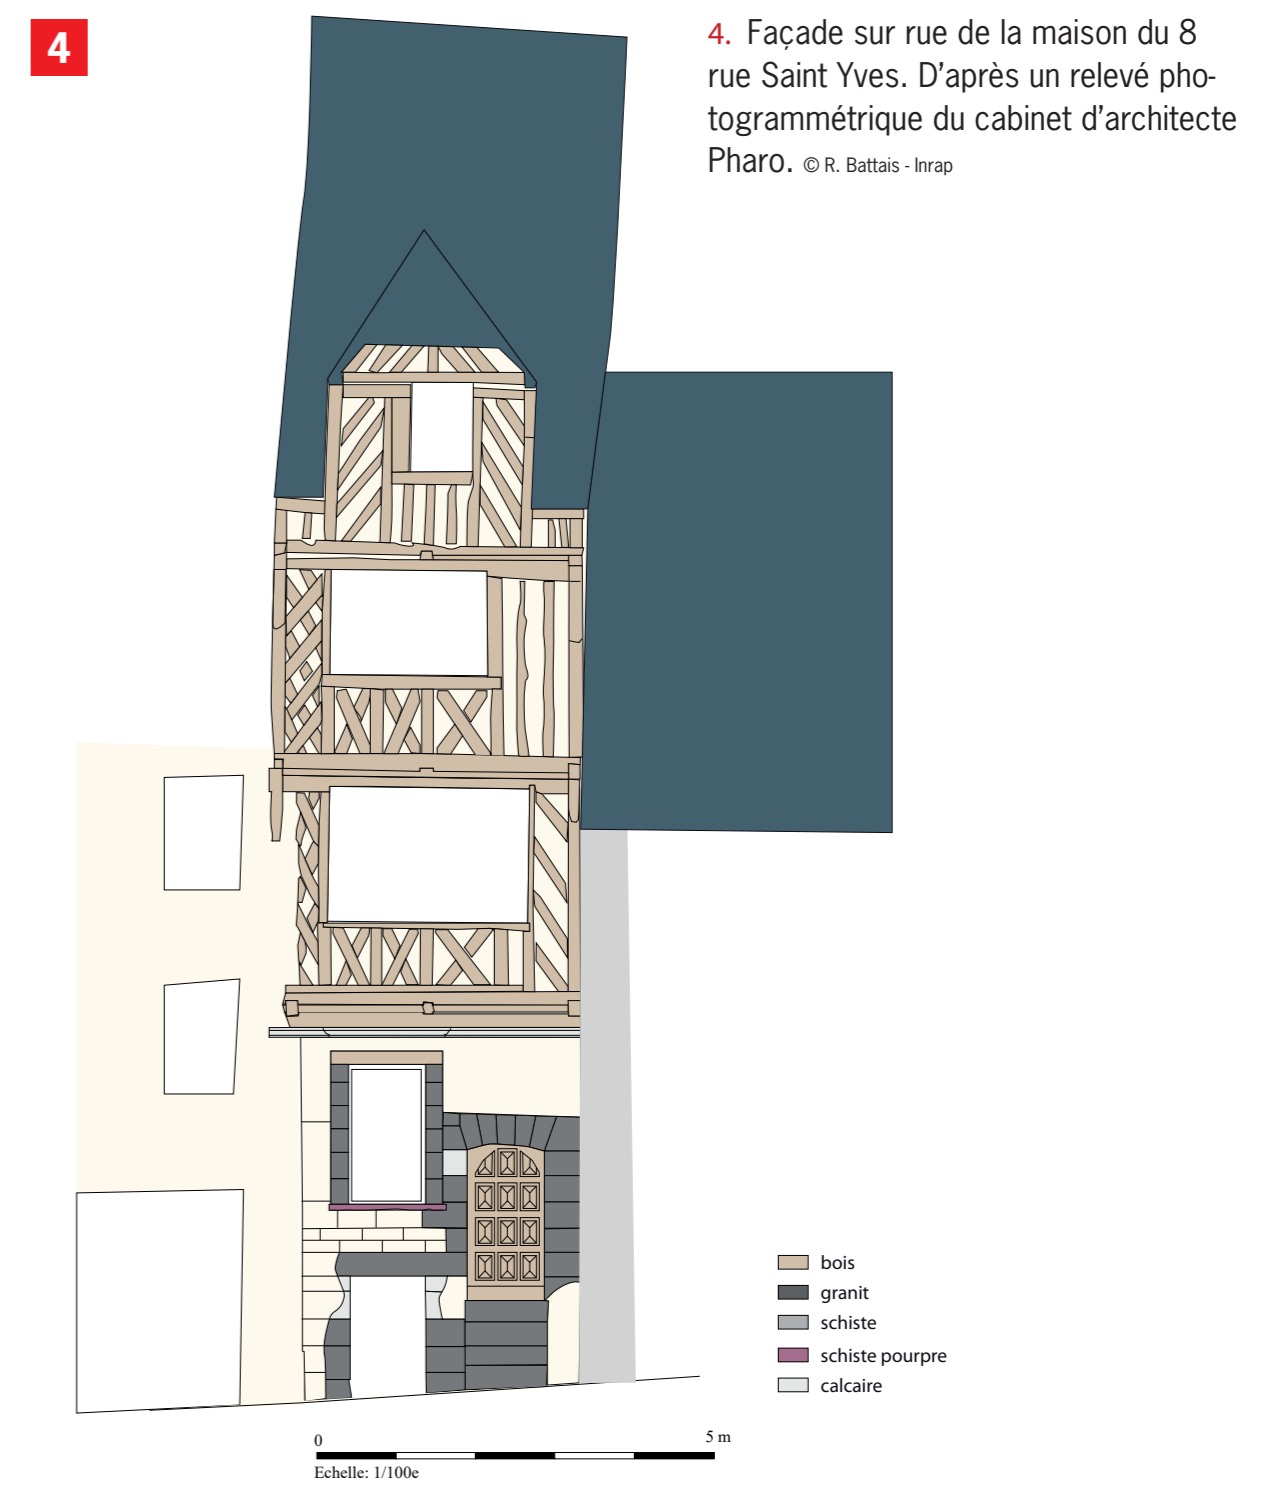 4
4. Façade sur rue de la maison du 8
rue Saint Yves. D’après un relevé pho-
togrammétrique du cabinet d’architecte
Pharo. © R. Battais - Inrap
bois
granit
schiste
schiste pourpre
calcaire
0 5 m
Echelle: 1/100e